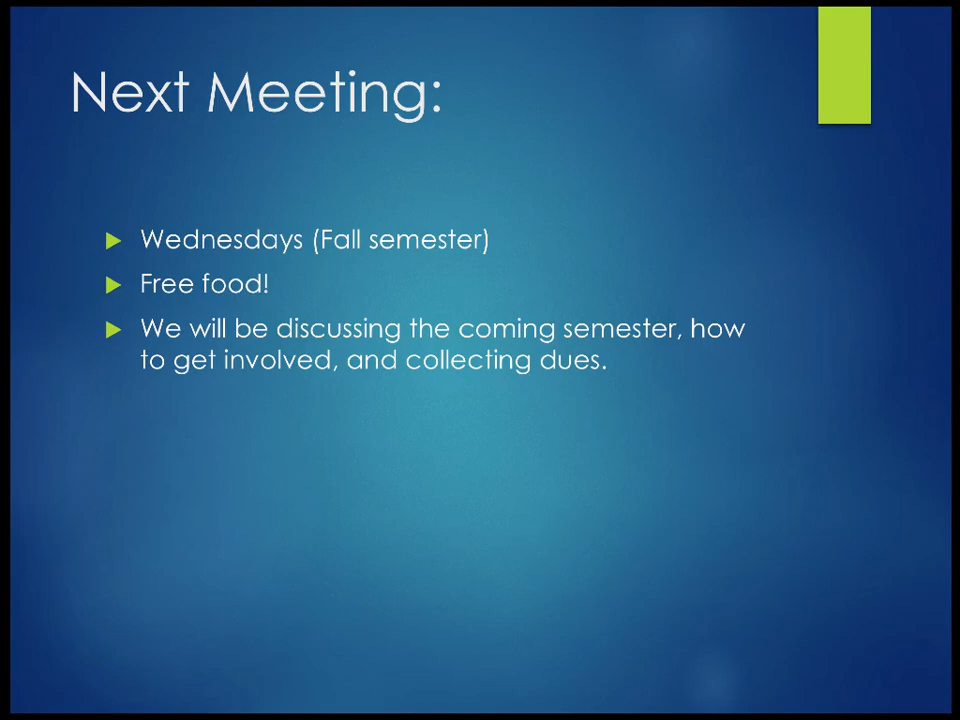 Next Meeting:
Wednesdays (Fall semester)
Free food!
We will be discussing the coming semester, how
to get involved, and collecting dues.